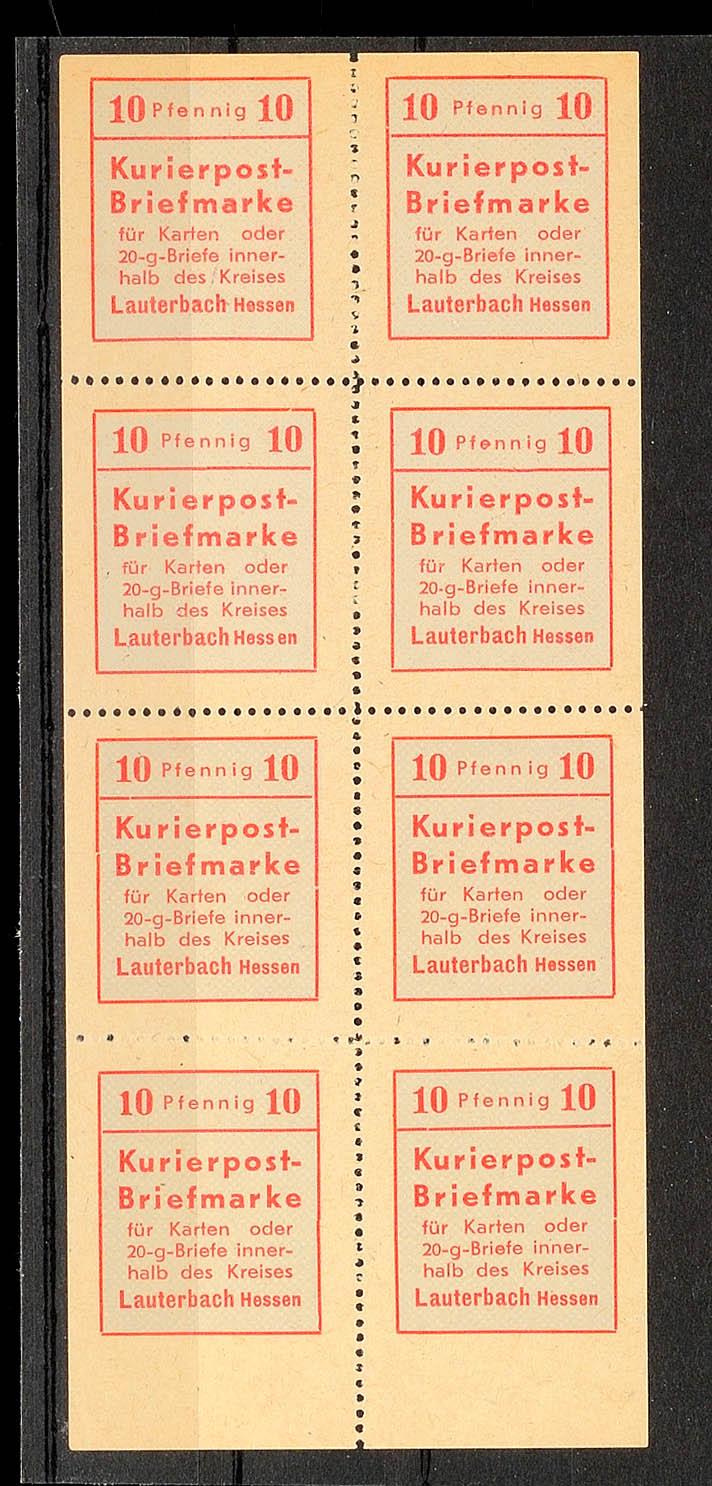 10 Pfennig 10
Kurierpost-
Briefmarke
für Karten oder
20-g-Briefe inner-
halb des Kreises
Lauterbach Hessen
10 Pfennig 10
Kurierpost-
Briefmarke
für Karten oder
20-g-Briefe inner-
halb des Kreises
Lauterbach Hessen
10 Pfennig 10
Kurierpost-
Briefmarke
für Karten oder
20-g-Briefe inner-
halb des Kreises
Lauterbach Hessen
10 Pfennig 10
Kurierpost-
Briefmarke
für Karten oder
20-g-Briefe inner-
halb des Kreises
Lauterbach Hessen
10 Pfennig 10
Kurierpost-
Briefmarke
für Karten oder
20-g-Briefe inner-
halb des Kreises
Lauterbach Hessen
10 Pfennig 10
Kurierpost-
Briefmarke
für Karten oder
20-g-Briefe inner-
halb des Kreises
Lauterbach Hessen
10 Pfennig 10
Kurierpost-
Briefmarke
für Karten oder
20-g-Briefe inner-
halb des Kreises
Lauterbach Hessen
10 Pfennig 10
Kurierpost-
Briefmarke
für Karten oder
20-g-Briefe inner-
halb des Kreises
Lauterbach Hessen